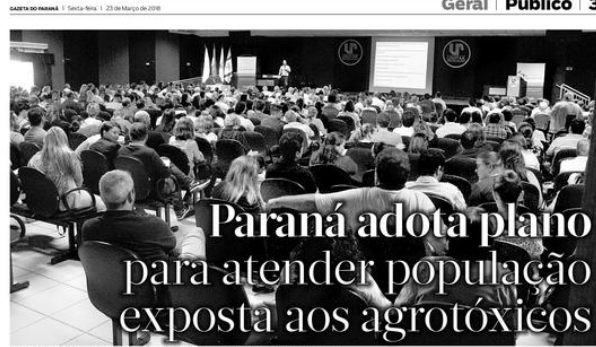 GAZETA DO PARANÁ | Sexta-feira | 23 de Março de 2018
Geral | Público | 3
Paraná adota plano
para atender população
exposta aos agrotóxicos